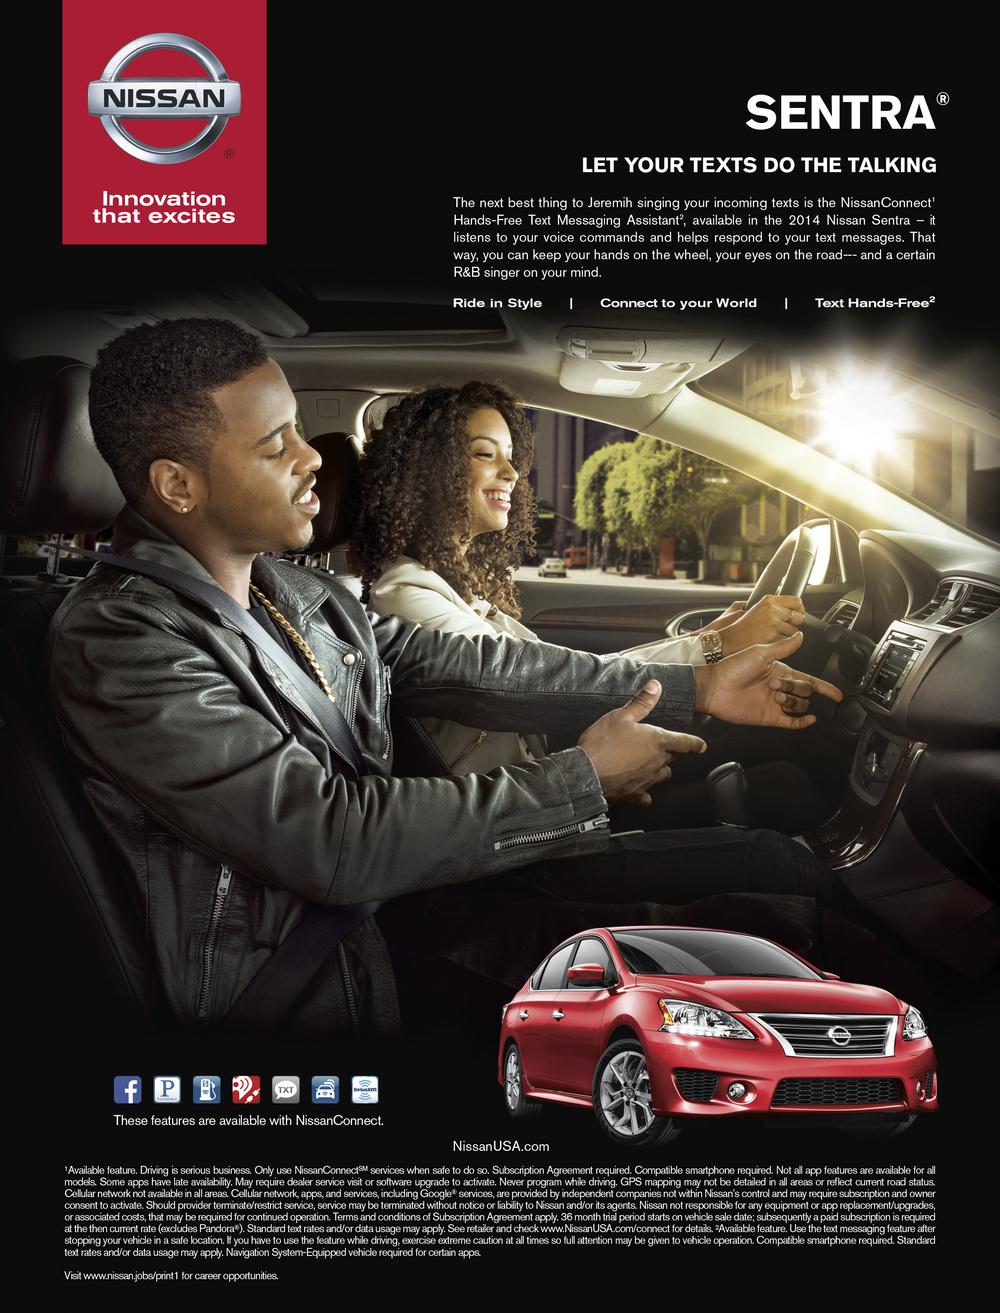 NISSAN
®
Innovation
that excites
SENTRA®
LET YOUR TEXTS DO THE TALKING
The next best thing to Jeremih singing your incoming texts is the NissanConnect¹
Hands-Free Text Messaging Assistant², available in the 2014 Nissan Sentra – it
listens to your voice commands and helps respond to your text messages. That
way, you can keep your hands on the wheel, your eyes on the road–-- and a certain
R&B singer on your mind.
Ride in Style | Connect to your World | Text Hands-Free²
NISSAN
f
P
PANDORA
TXT
SiriusXM
These features are available with NissanConnect.
NissanUSA.com
¹Available feature. Driving is serious business. Only use NissanConnect℠ services when safe to do so. Subscription Agreement required. Compatible smartphone required. Not all app features are available for all
models. Some apps have late availability. May require dealer service visit or software upgrade to activate. Never program while driving. GPS mapping may not be detailed in all areas or reflect current road status.
Cellular network not available in all areas. Cellular network, apps, and services, including Google® services, are provided by independent companies not within Nissan's control and may require subscription and owner
consent to activate. Should provider terminate/restrict service, service may be terminated without notice or liability to Nissan and/or its agents. Nissan not responsible for any equipment or app replacement/upgrades,
or associated costs, that may be required for continued operation. Terms and conditions of Subscription Agreement apply. 36 month trial period starts on vehicle sale date; subsequently a paid subscription is required
at the then current rate (excludes Pandora®). Standard text rates and/or data usage may apply. See retailer and check www.NissanUSA.com/connect for details. ²Available feature. Use the text messaging feature after
stopping your vehicle in a safe location. If you have to use the feature while driving, exercise extreme caution at all times so full attention may be given to vehicle operation. Compatible smartphone required. Standard
text rates and/or data usage may apply. Navigation System-Equipped vehicle required for certain apps.
Visit www.nissan.jobs/print1 for career opportunities.